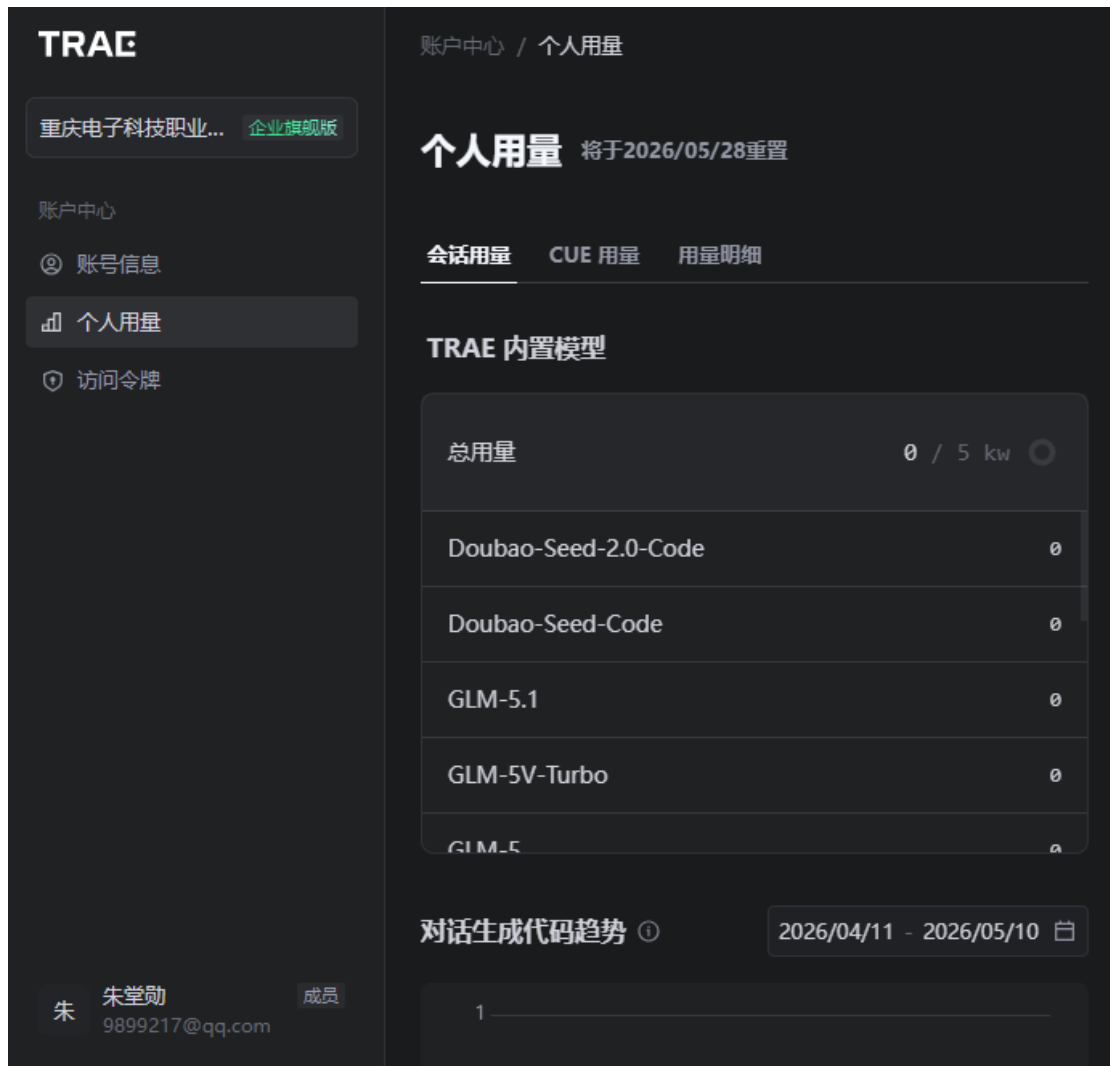 TRAE
重庆电子科技职业... 企业旗舰版
账户中心
账号信息
个人用量
访问令牌
朱
朱堂勋
成员
9899217@qq.com
账户中心 / 个人用量
个人用量 将于2026/05/28重置
会话用量 CUE 用量 用量明细
TRAE 内置模型
总用量 0 / 5 kw
Doubao-Seed-2.0-Code 0
Doubao-Seed-Code 0
GLM-5.1 0
GLM-5V-Turbo 0
GLM-5 0
对话生成代码趋势 2026/04/11 - 2026/05/10
1